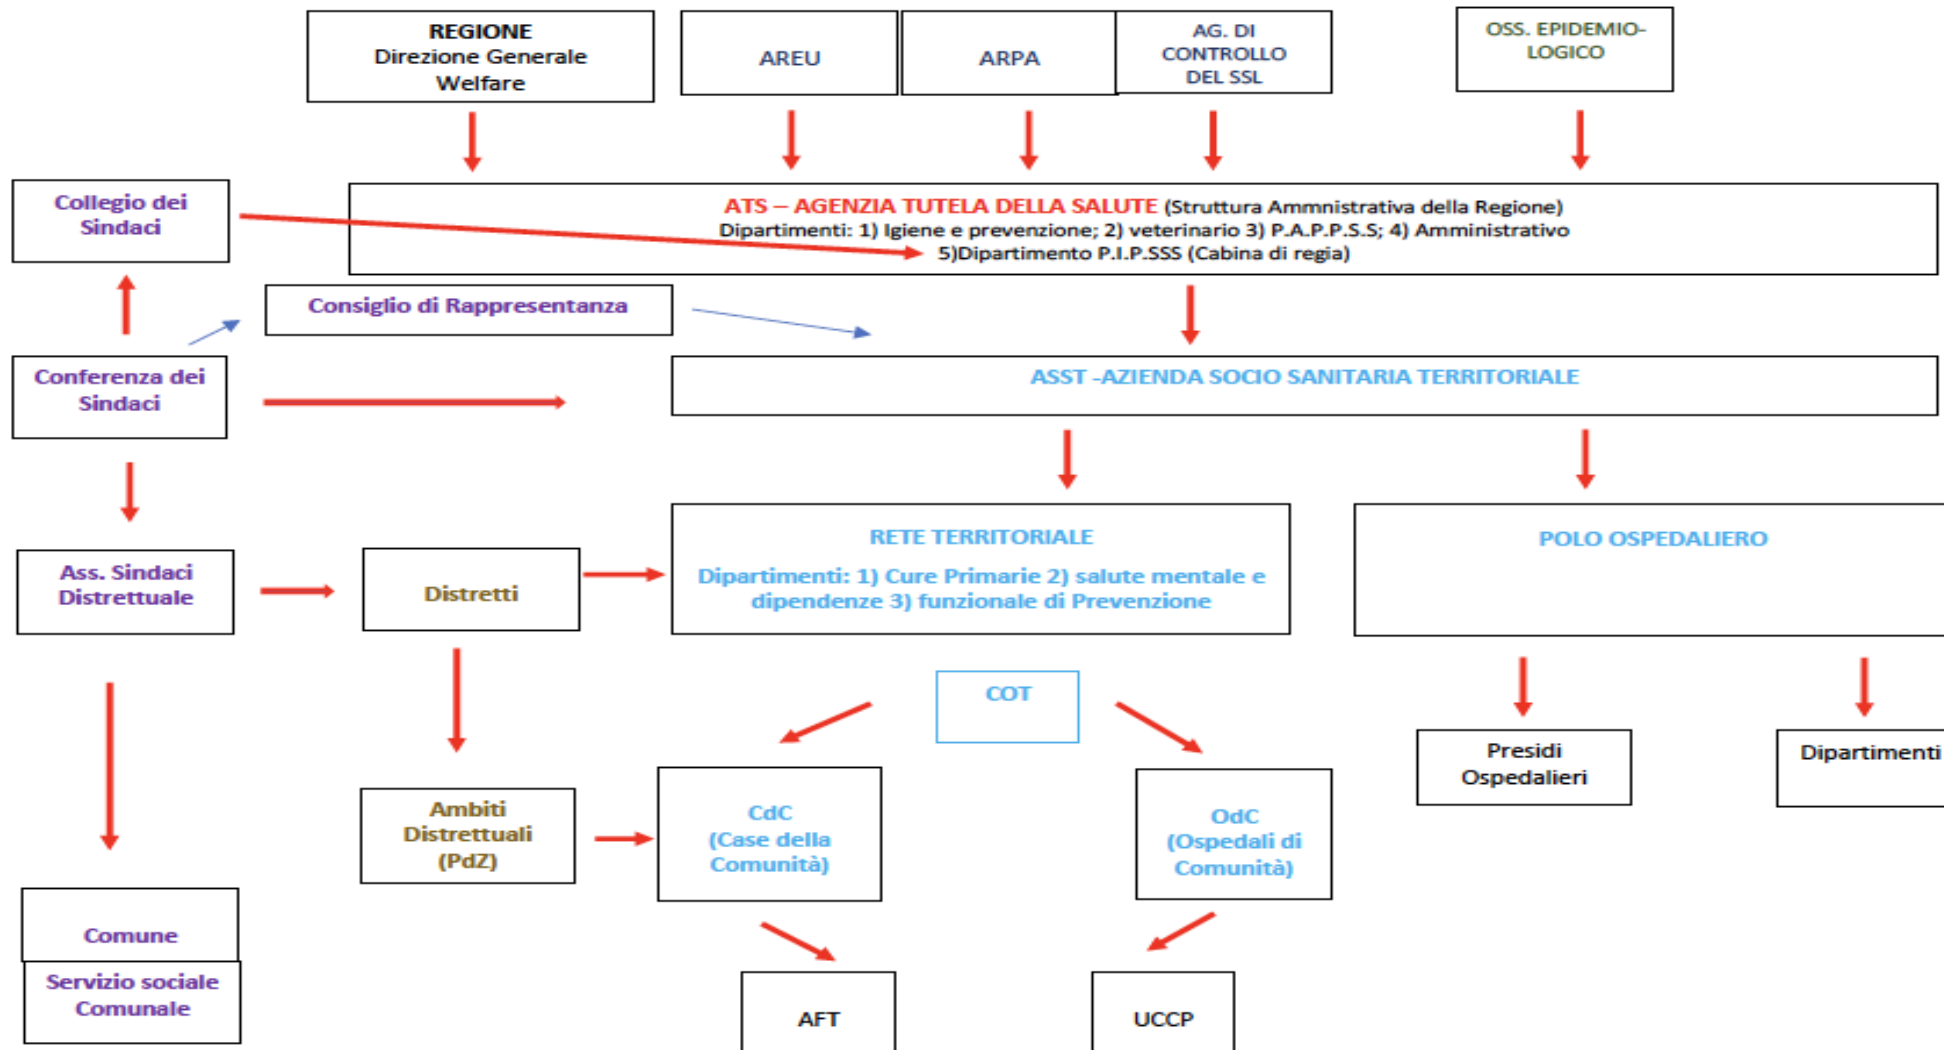 REGIONE
Direzione Generale
Welfare
AREU
ARPA
AG. DI
CONTROLLO
DEL SSL
OSS. EPIDEMIO-
LOGICO
Collegio dei
Sindaci
ATS – AGENZIA TUTELA DELLA SALUTE (Struttura Ammnistrativa della Regione)
Dipartimenti: 1) Igiene e prevenzione; 2) veterinario 3) P.A.P.P.S.S; 4) Amministrativo
5)Dipartimento P.I.P.SSS (Cabina di regia)
Consiglio di Rappresentanza
Conferenza dei
Sindaci
ASST -AZIENDA SOCIO SANITARIA TERRITORIALE
Ass. Sindaci
Distrettuale
Distretti
RETE TERRITORIALE
Dipartimenti: 1) Cure Primarie 2) salute mentale e
dipendenze 3) funzionale di Prevenzione
POLO OSPEDALIERO
COT
Presidi
Ospedalieri
Dipartimenti
Ambiti
Distrettuali
(PdZ)
CdC
(Case della
Comunità)
OdC
(Ospedali di
Comunità)
Comune
Servizio sociale
Comunale
AFT
UCCP